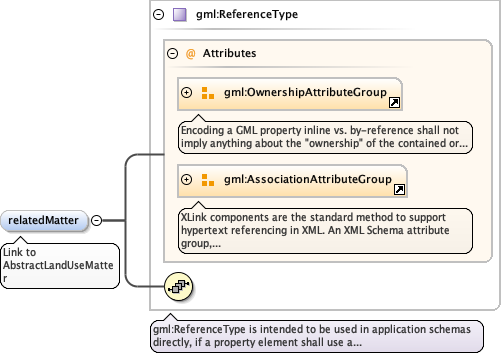 gml:ReferenceType
@ Attributes
gml:OwnershipAttributeGroup
Encoding a GML property inline vs. by-reference shall not
imply anything about the "ownership" of the contained or...
gml:AssociationAttributeGroup
XLink components are the standard method to support
hypertext referencing in XML. An XML Schema attribute
group,...
relatedMatter
Link to
AbstractLandUseMatte
r
gml:ReferenceType is intended to be used in application schemas
directly, if a property element shall use a...